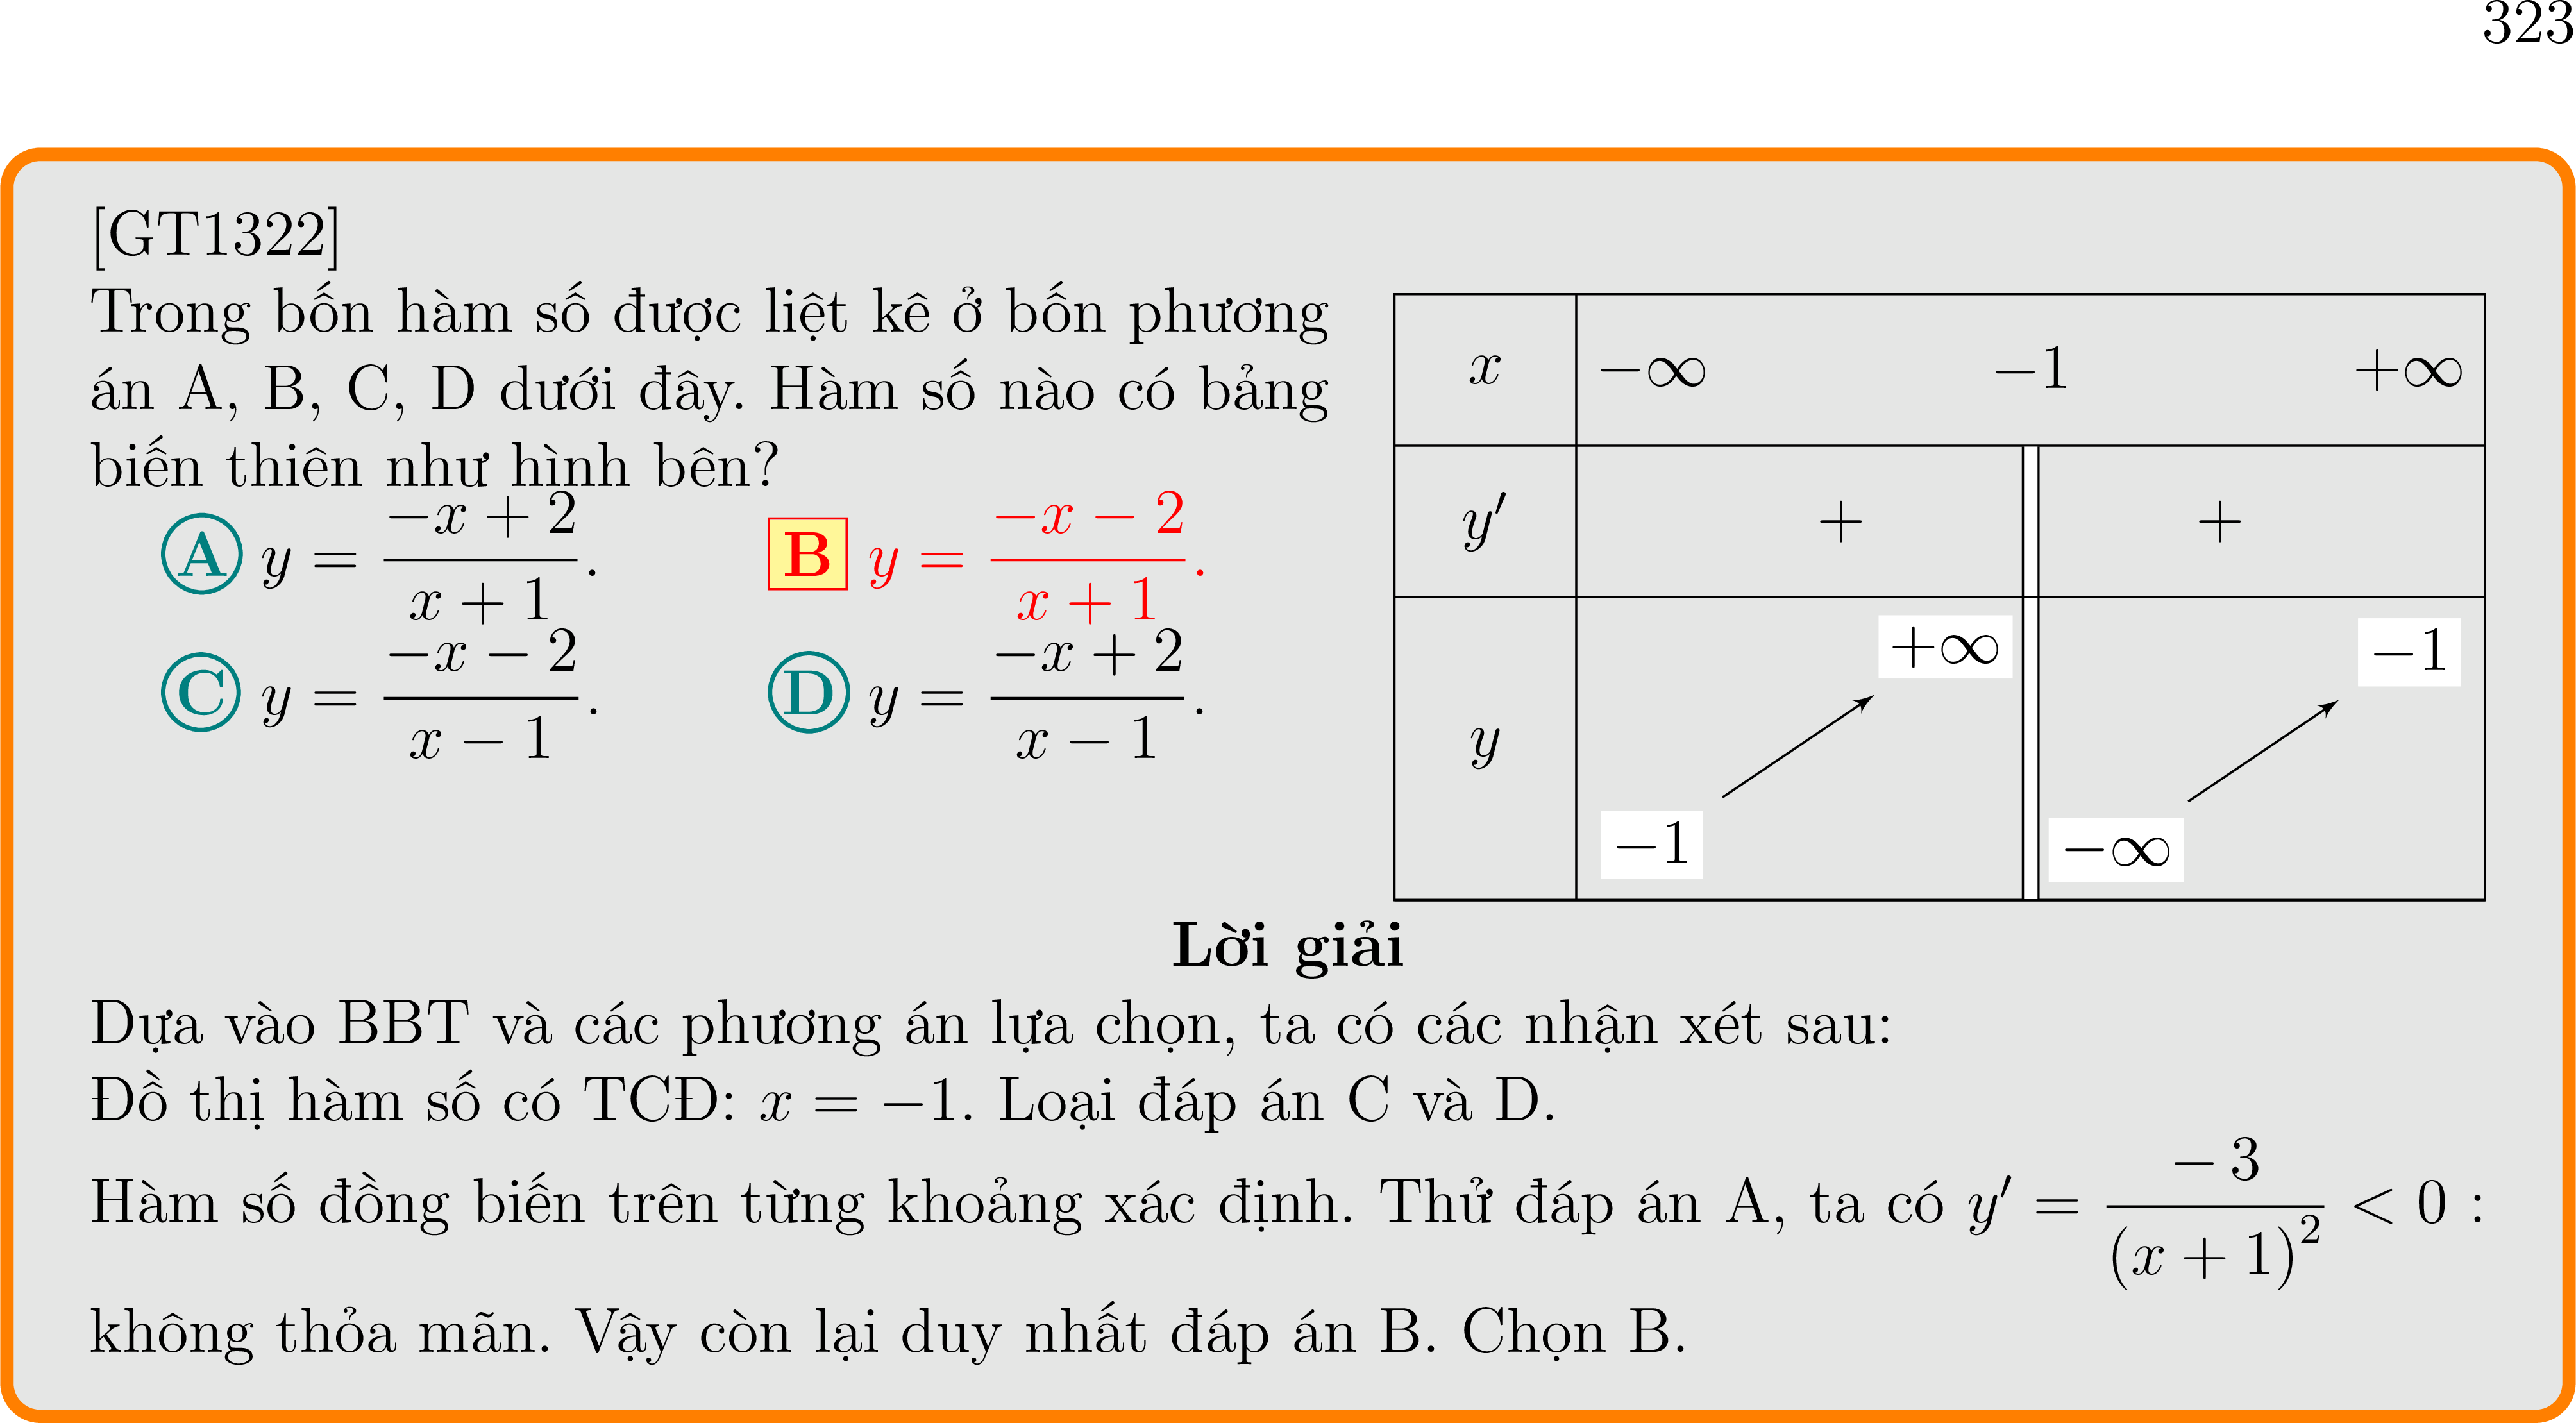 323
[GT1322]
Trong bốn hàm số được liệt kê ở bốn phương
án A, B, C, D dưới đây. Hàm số nào có bảng
biến thiên như hình bên?
A y = \frac{-x+2}{x+1}.
B y = \frac{-x-2}{x+1}.
C y = \frac{-x-2}{x-1}.
D y = \frac{-x+2}{x-1}.
x −∞ −1 +∞
y′ + +
y −1 +∞ −∞ −1
Lời giải
Dựa vào BBT và các phương án lựa chọn, ta có các nhận xét sau:
Đồ thị hàm số có TCĐ: x = −1. Loại đáp án C và D.
Hàm số đồng biến trên từng khoảng xác định. Thử đáp án A, ta có y′ = \frac{-3}{(x+1)^2} < 0 :
không thỏa mãn. Vậy còn lại duy nhất đáp án B. Chọn B.